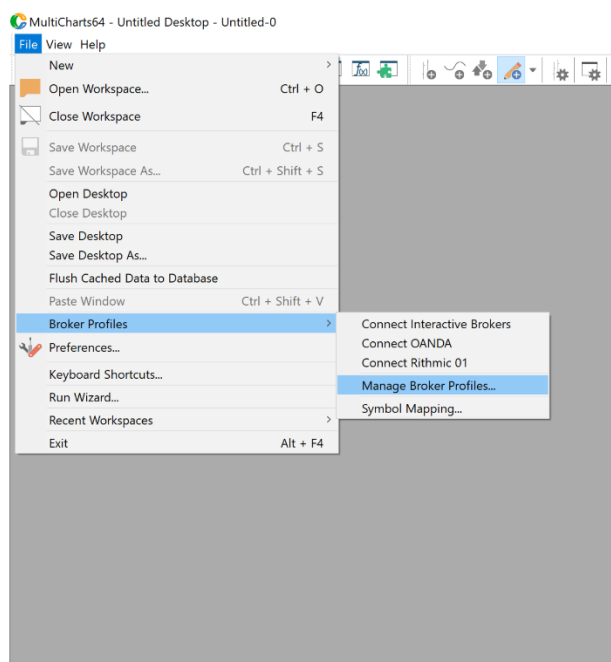 MultiCharts64 - Untitled Desktop - Untitled-0
File View Help
New
Open Workspace... Ctrl + O
Close Workspace F4
Save Workspace Ctrl + S
Save Workspace As... Ctrl + Shift + S
Open Desktop
Close Desktop
Save Desktop
Save Desktop As...
Flush Cached Data to Database
Paste Window Ctrl + Shift + V
Broker Profiles
Preferences...
Keyboard Shortcuts...
Run Wizard...
Recent Workspaces
Exit Alt + F4
Connect Interactive Brokers
Connect OANDA
Connect Rithmic 01
Manage Broker Profiles...
Symbol Mapping...